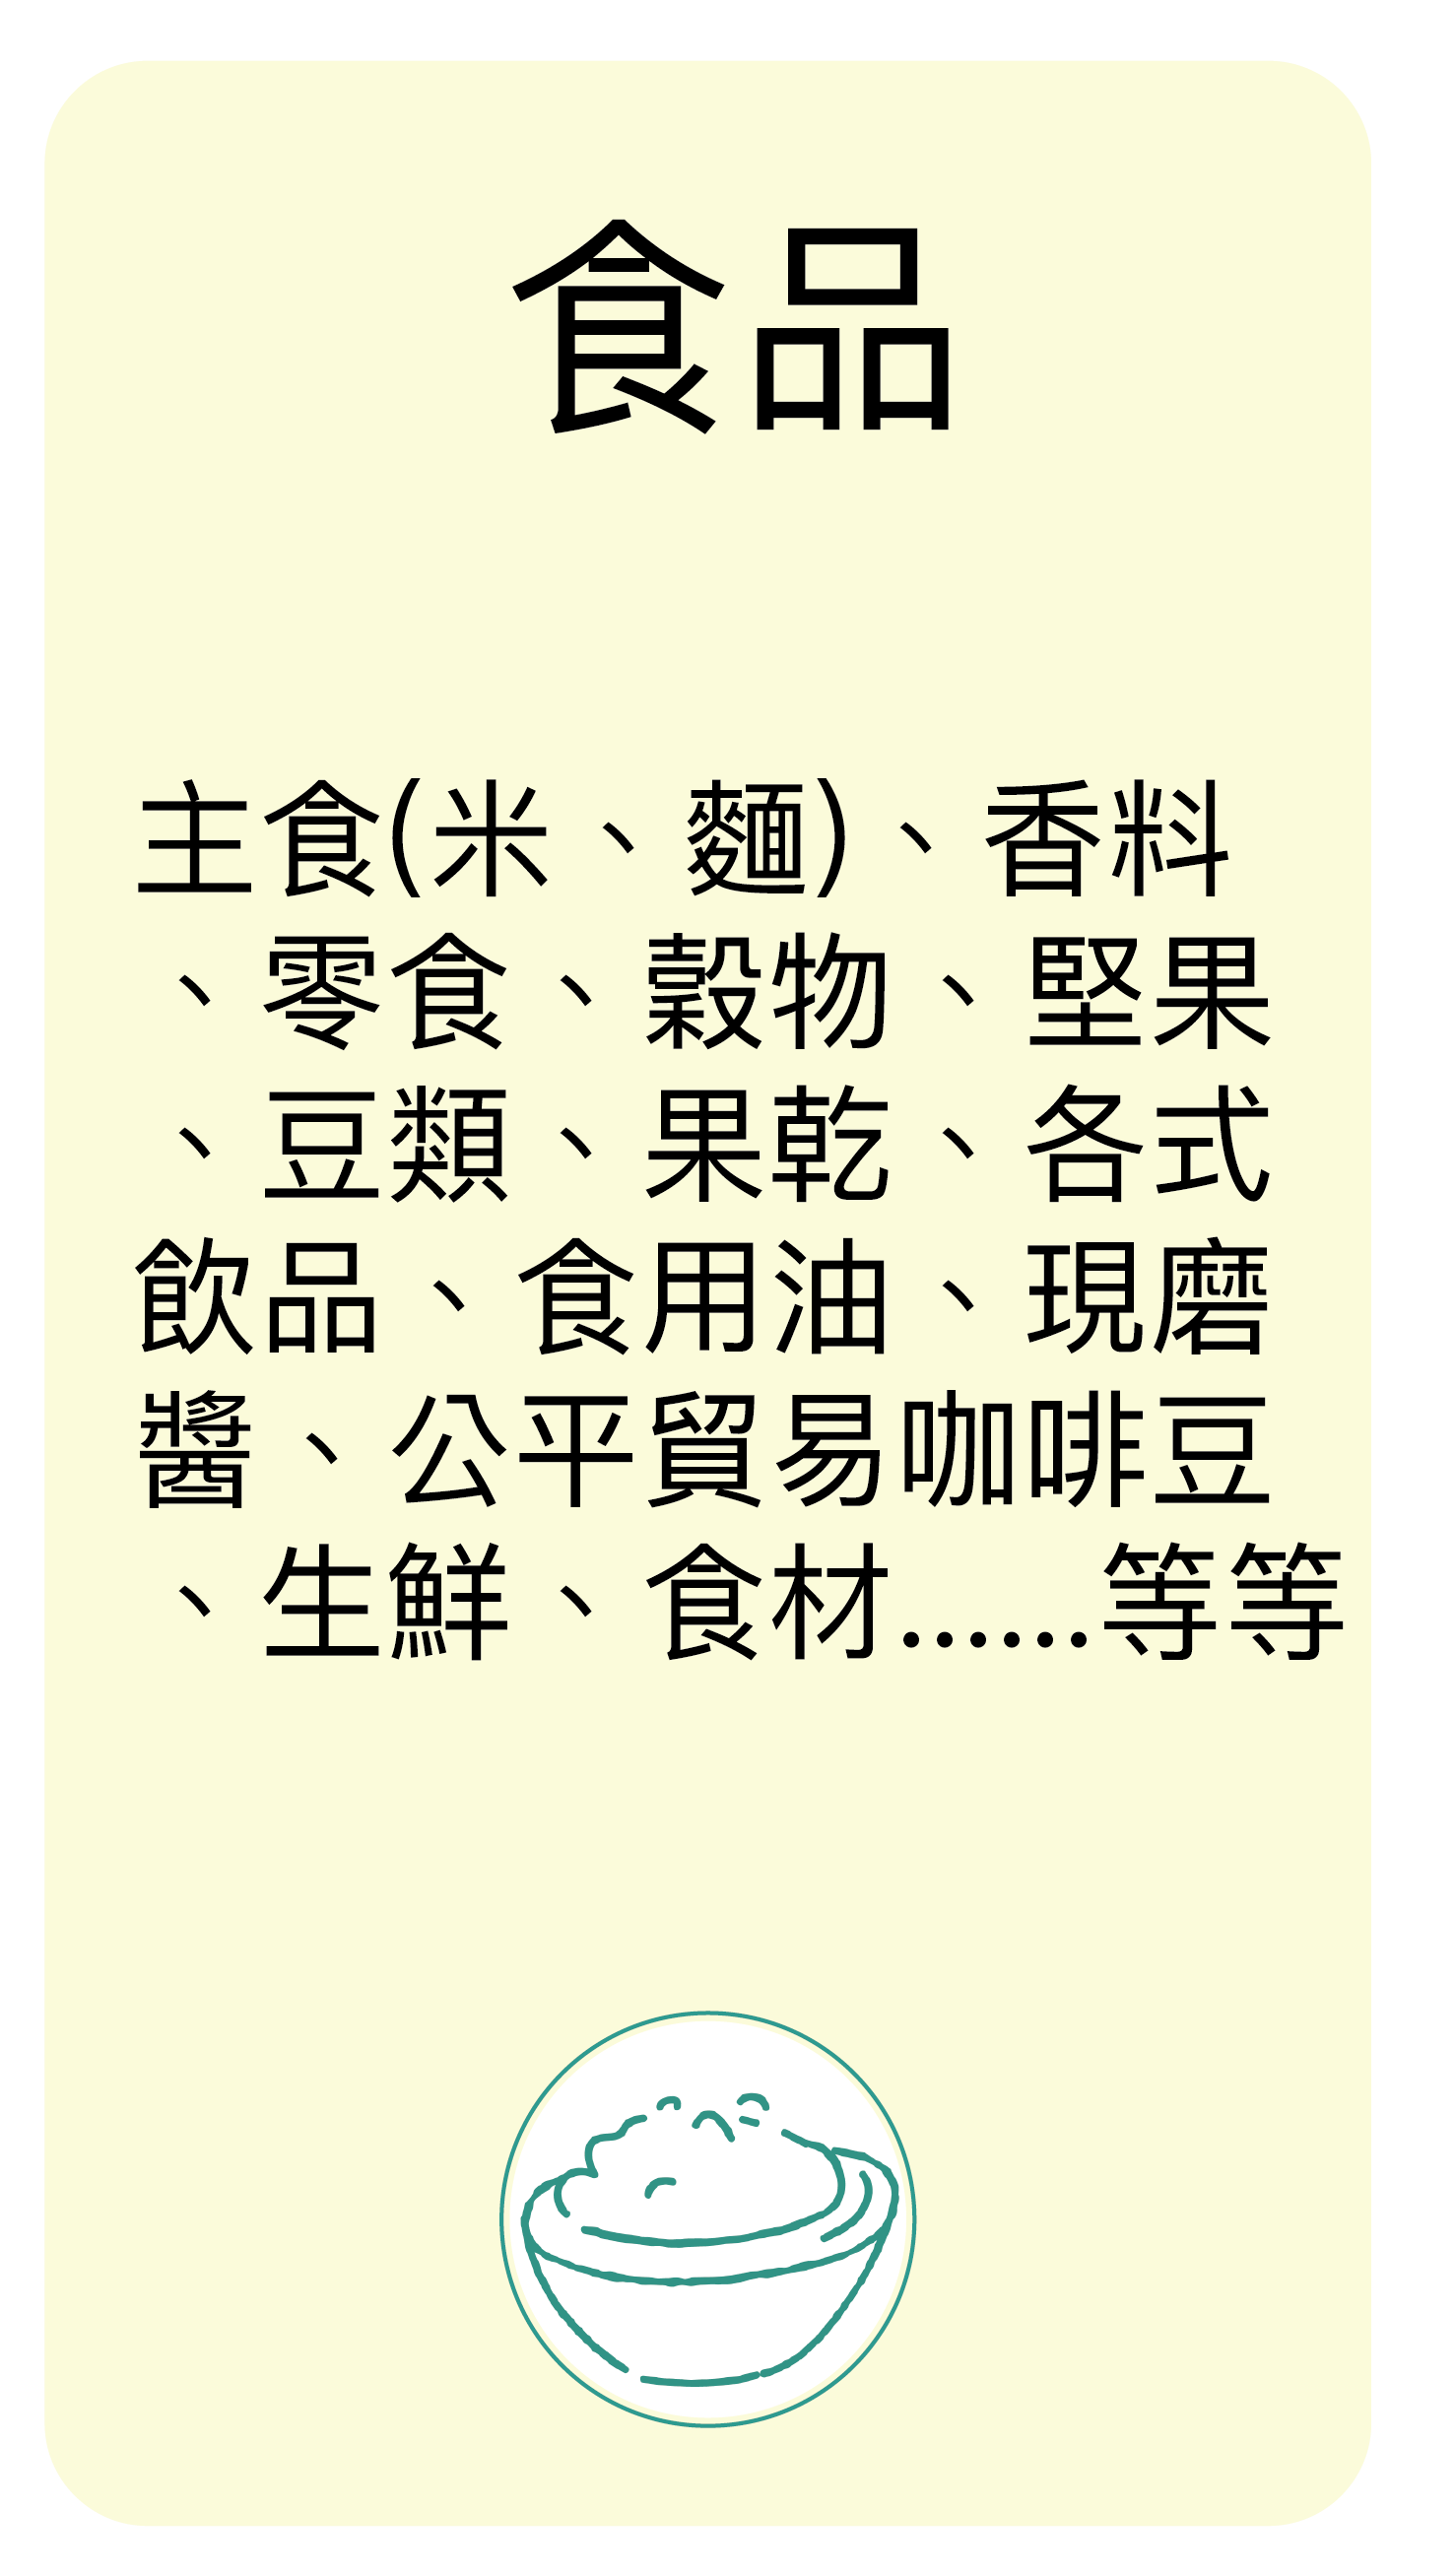 食品
主食(米、麵)、香料
、零食、穀物、堅果
、豆類、果乾、各式
飲品、食用油、現磨
醬、公平貿易咖啡豆
、生鮮、食材......等等